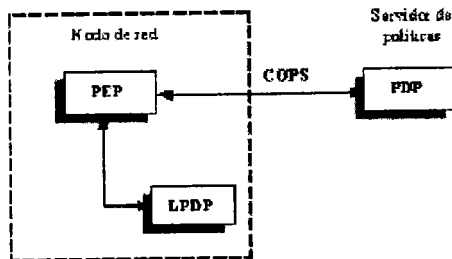 Nodo de red
Servidor de
políticas
PEP
COPS
PDP
LPDP